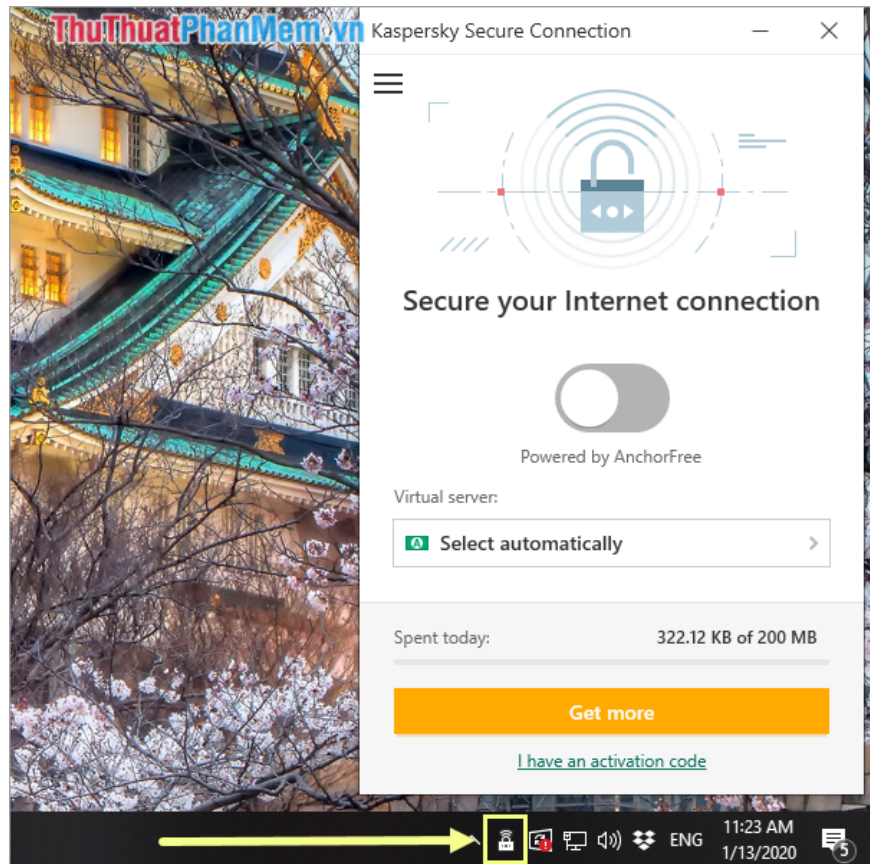 ThuThuatPhanMem.vn
Kaspersky Secure Connection
Secure your Internet connection
Powered by AnchorFree
Virtual server:
A Select automatically
Spent today: 322.12 KB of 200 MB
Get more
I have an activation code
ENG
11:23 AM
1/13/2020
5